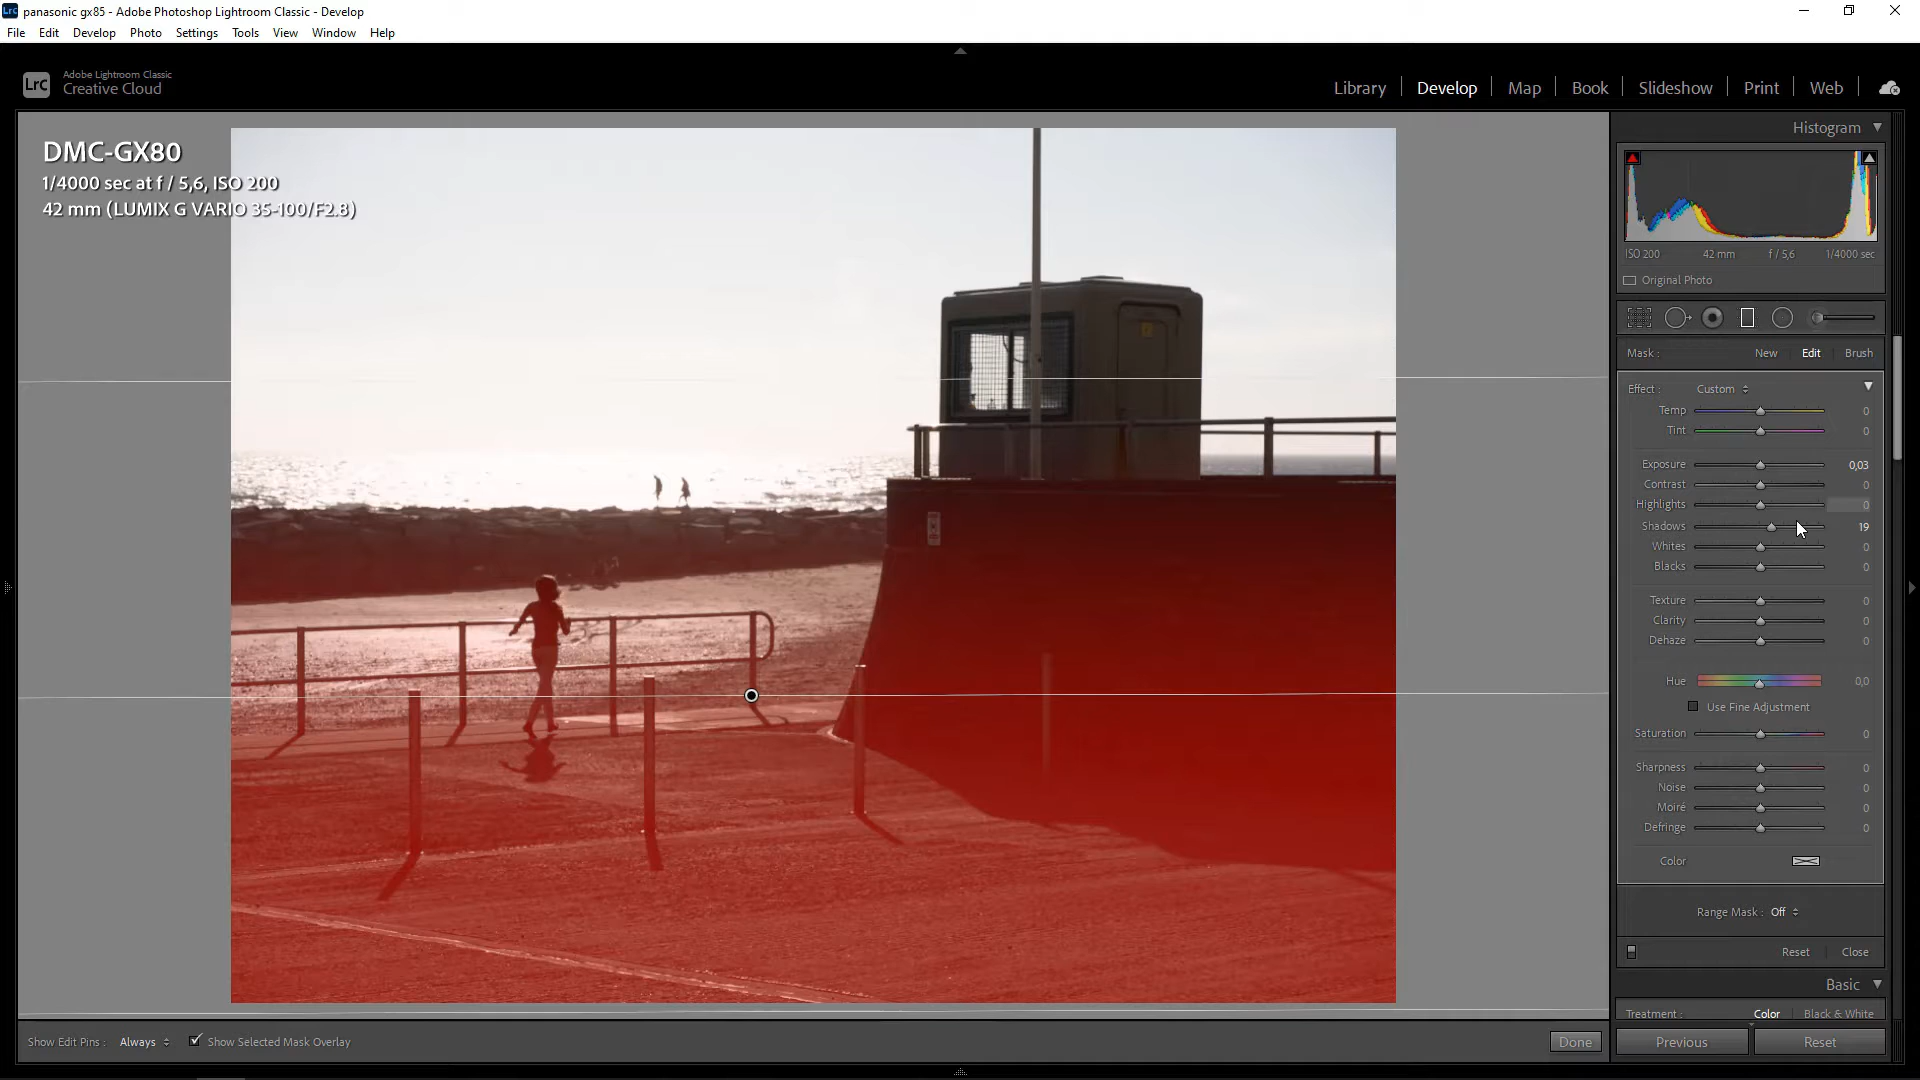 Lrc panasonic gx85 - Adobe Photoshop Lightroom Classic - Develop
File Edit Develop Photo Settings Tools View Window Help
Lrc Adobe Lightroom Classic
Creative Cloud
Library Develop Map Book Slideshow Print Web
DMC-GX80
1/4000 sec at f / 5,6, ISO 200
42 mm (LUMIX G VARIO 35-100/F2.8)
Histogram
ISO 200 42 mm f / 5,6 1/4000 sec
Original Photo
Mask : New Edit Brush
Effect : Custom
Temp 0
Tint 0
Exposure 0,03
Contrast 0
Highlights 0
Shadows 19
Whites 0
Blacks 0
Texture 0
Clarity 0
Dehaze 0
Hue 0,0
Use Fine Adjustment
Saturation 0
Sharpness 0
Noise 0
Moiré 0
Defringe 0
Color
Range Mask : Off
Reset Close
Basic
Treatment : Color Black & White
Show Edit Pins : Always Show Selected Mask Overlay Done
Previous Reset